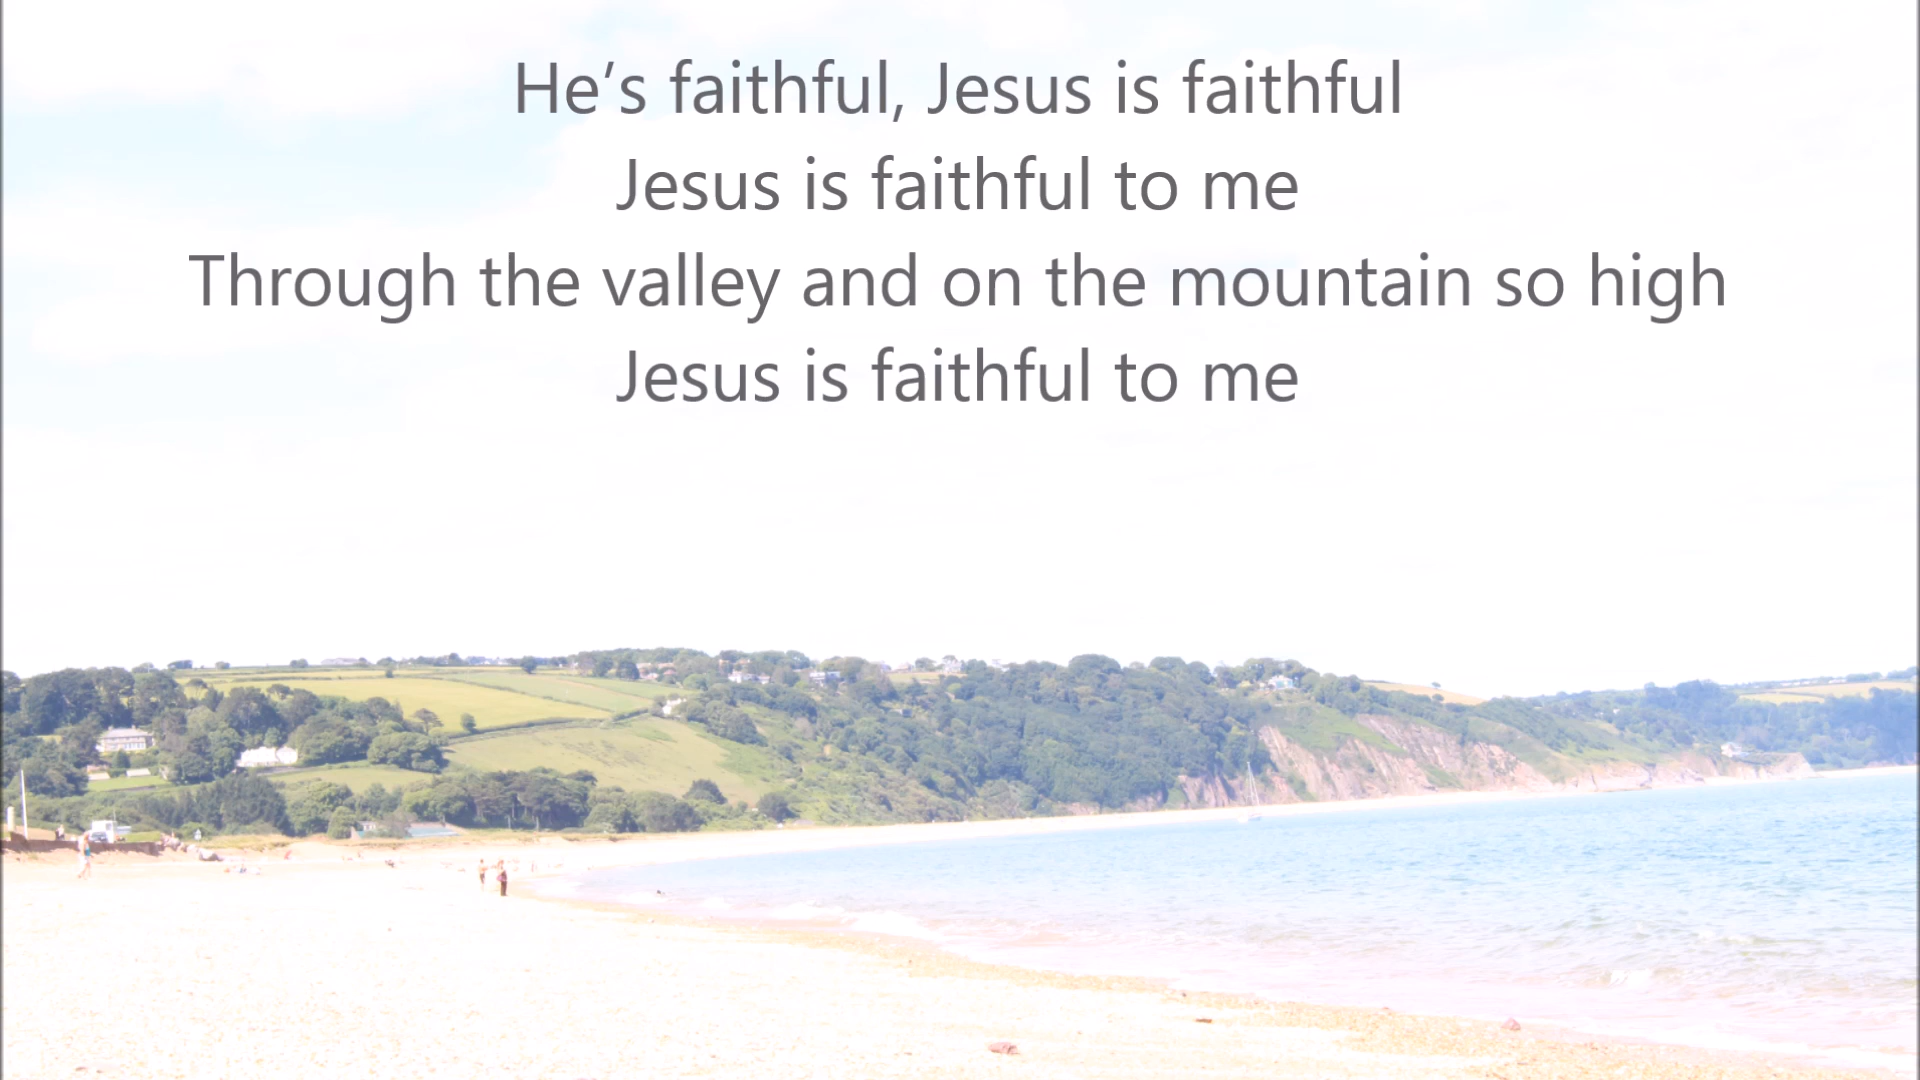 He’s faithful, Jesus is faithful
Jesus is faithful to me
Through the valley and on the mountain so high
Jesus is faithful to me